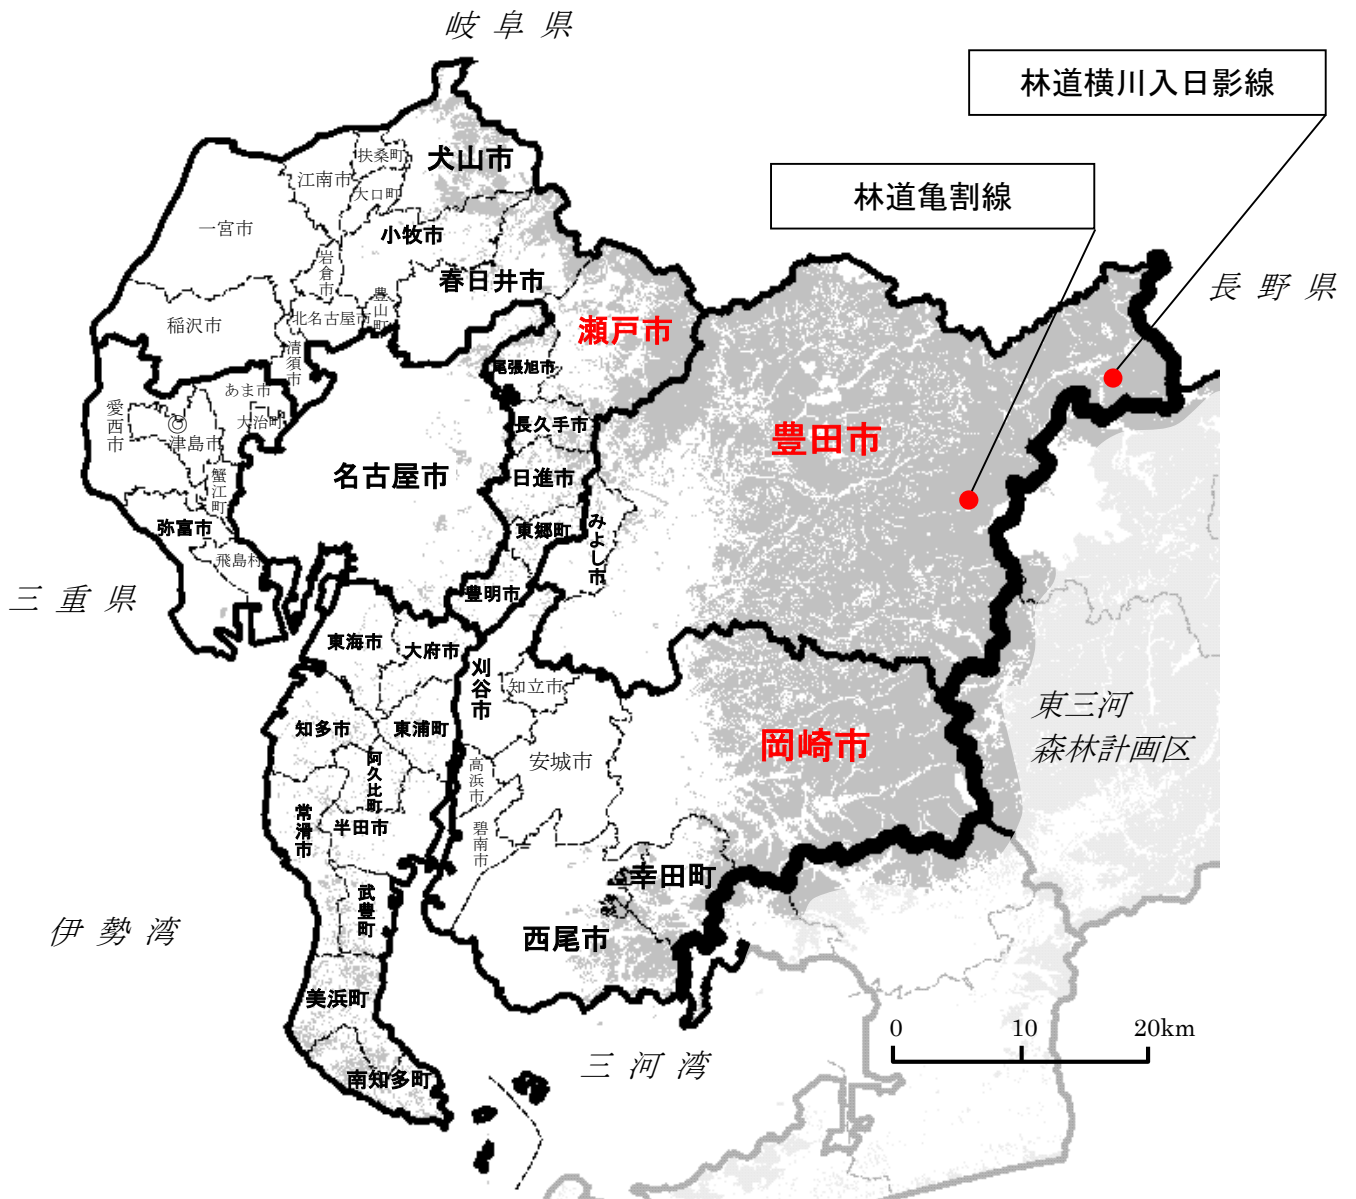 岐阜県
林道横川入日影線
林道亀割線
扶桑町
犬山市
江南市
大口町
一宮市
小牧市
岩倉市
春日井市
豊山町
長野県
稲沢市
北名古屋市
瀬戸市
清須市
尾張旭市
あま市
愛西市
大治町
津島市
長久手市
豊田市
名古屋市
日進市
蟹江町
弥富市
東郷町
みよし市
飛島村
三重県
豊明市
東海市
大府市
刈谷市
知立市
東三河
森林計画区
知多市
東浦町
岡崎市
阿久比町
安城市
高浜市
常滑市
半田市
碧南市
幸田町
武豊町
伊勢湾
西尾市
美浜町
0 10 20km
三河湾
南知多町